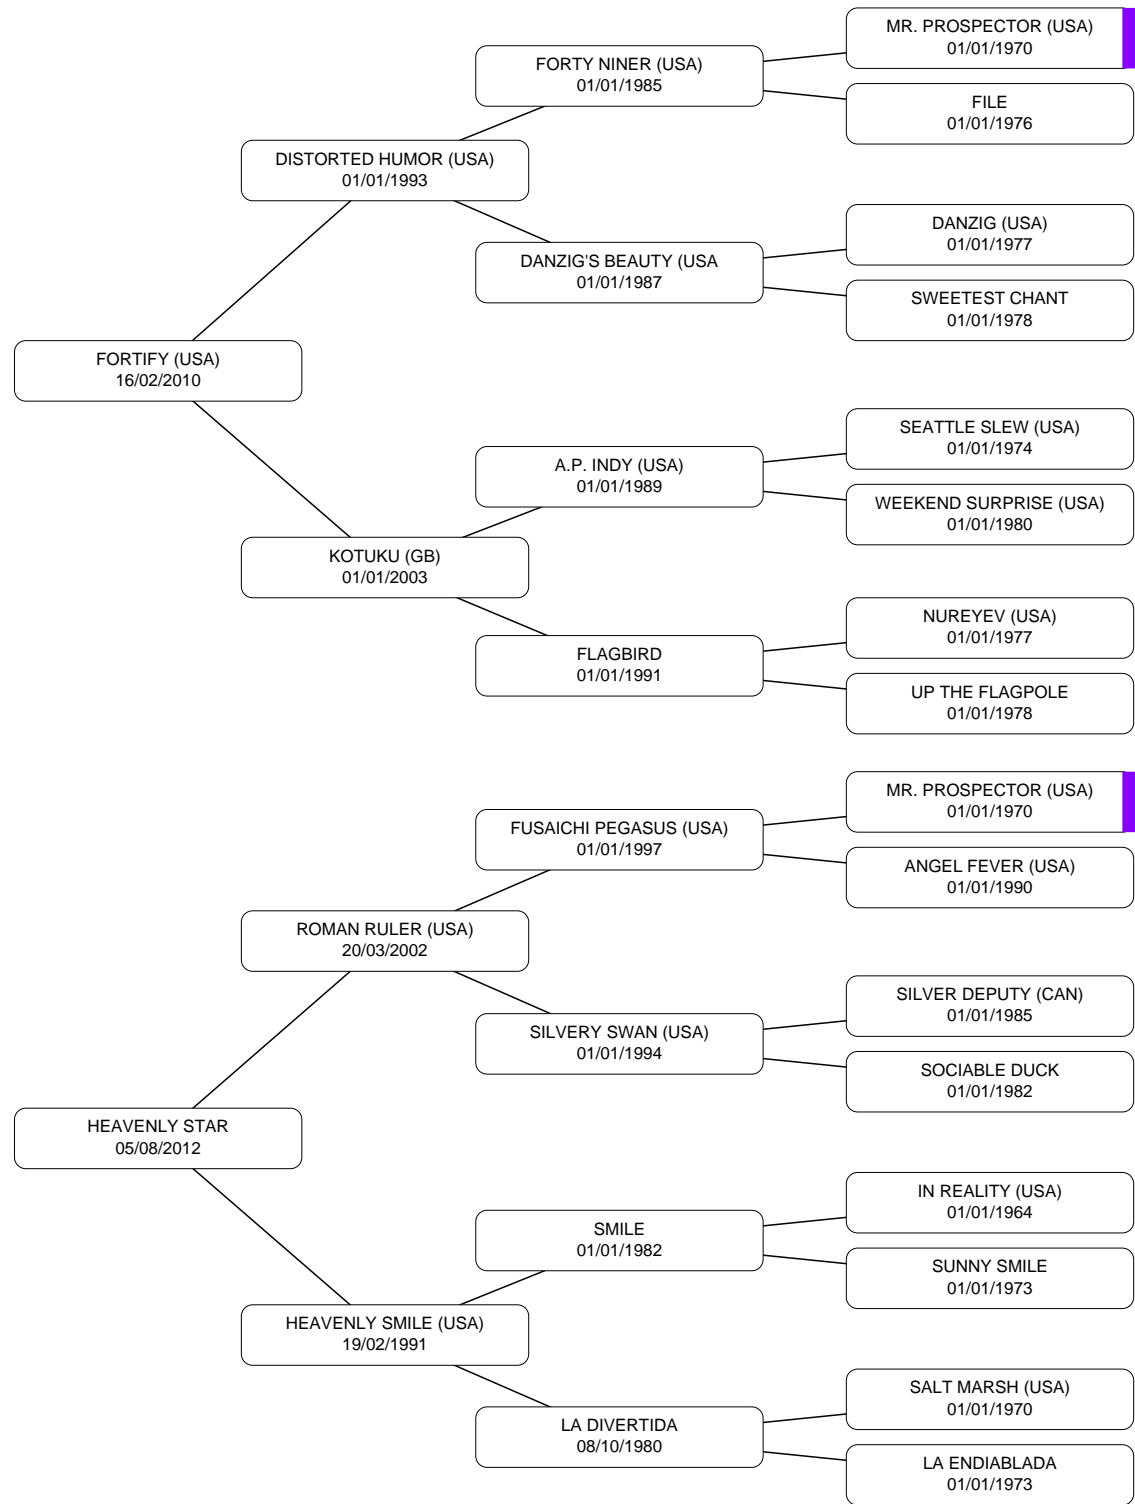 MR. PROSPECTOR (USA)
01/01/1970
FORTY NINER (USA)
01/01/1985
FILE
01/01/1976
DISTORTED HUMOR (USA)
01/01/1993
DANZIG (USA)
01/01/1977
DANZIG'S BEAUTY (USA
01/01/1987
SWEETEST CHANT
01/01/1978
FORTIFY (USA)
16/02/2010
SEATTLE SLEW (USA)
01/01/1974
A.P. INDY (USA)
01/01/1989
WEEKEND SURPRISE (USA)
01/01/1980
KOTUKU (GB)
01/01/2003
NUREYEV (USA)
01/01/1977
FLAGBIRD
01/01/1991
UP THE FLAGPOLE
01/01/1978
MR. PROSPECTOR (USA)
01/01/1970
FUSAICHI PEGASUS (USA)
01/01/1997
ANGEL FEVER (USA)
01/01/1990
ROMAN RULER (USA)
20/03/2002
SILVER DEPUTY (CAN)
01/01/1985
SILVERY SWAN (USA)
01/01/1994
SOCIABLE DUCK
01/01/1982
HEAVENLY STAR
05/08/2012
IN REALITY (USA)
01/01/1964
SMILE
01/01/1982
SUNNY SMILE
01/01/1973
HEAVENLY SMILE (USA)
19/02/1991
SALT MARSH (USA)
01/01/1970
LA DIVERTIDA
08/10/1980
LA ENDIABLADA
01/01/1973